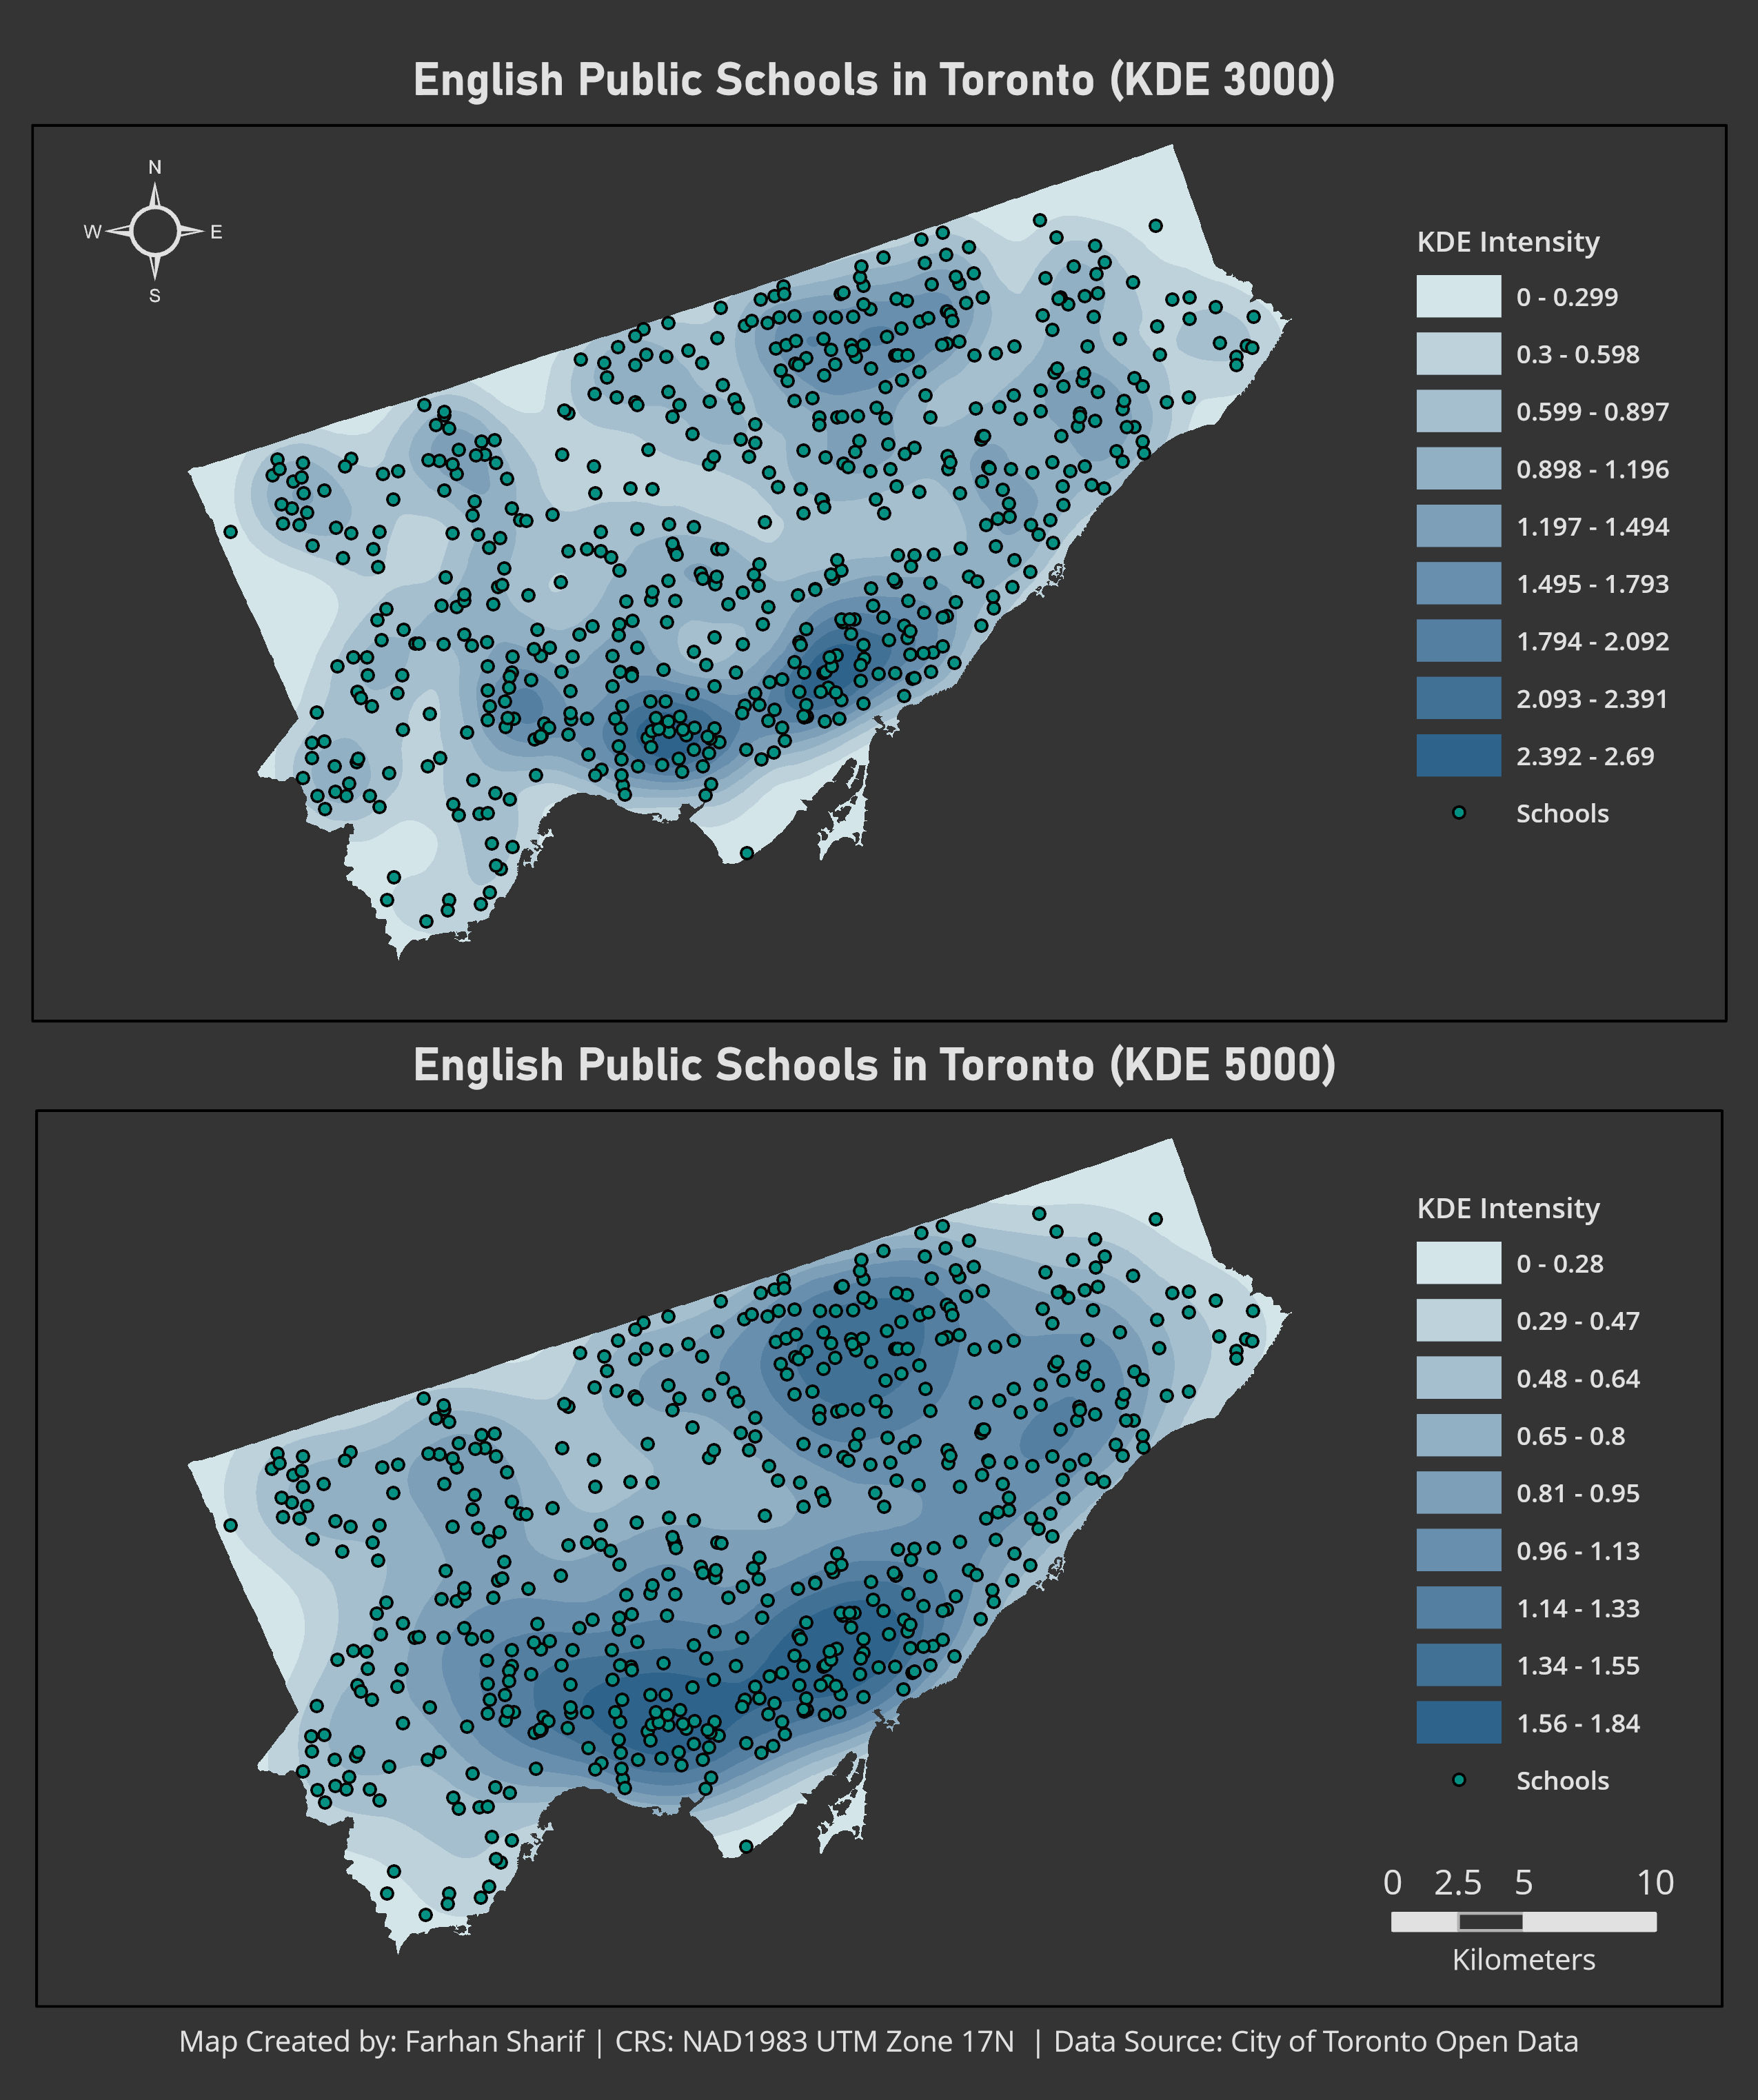 English Public Schools in Toronto (KDE 3000)
N
W E
S
KDE Intensity
0 - 0.299
0.3 - 0.598
0.599 - 0.897
0.898 - 1.196
1.197 - 1.494
1.495 - 1.793
1.794 - 2.092
2.093 - 2.391
2.392 - 2.69
Schools
English Public Schools in Toronto (KDE 5000)
KDE Intensity
0 - 0.28
0.29 - 0.47
0.48 - 0.64
0.65 - 0.8
0.81 - 0.95
0.96 - 1.13
1.14 - 1.33
1.34 - 1.55
1.56 - 1.84
Schools
0 2.5 5 10
Kilometers
Map Created by: Farhan Sharif | CRS: NAD1983 UTM Zone 17N | Data Source: City of Toronto Open Data